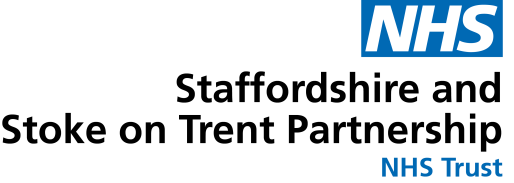 NHS
Staffordshire and
Stoke on Trent Partnership
NHS Trust